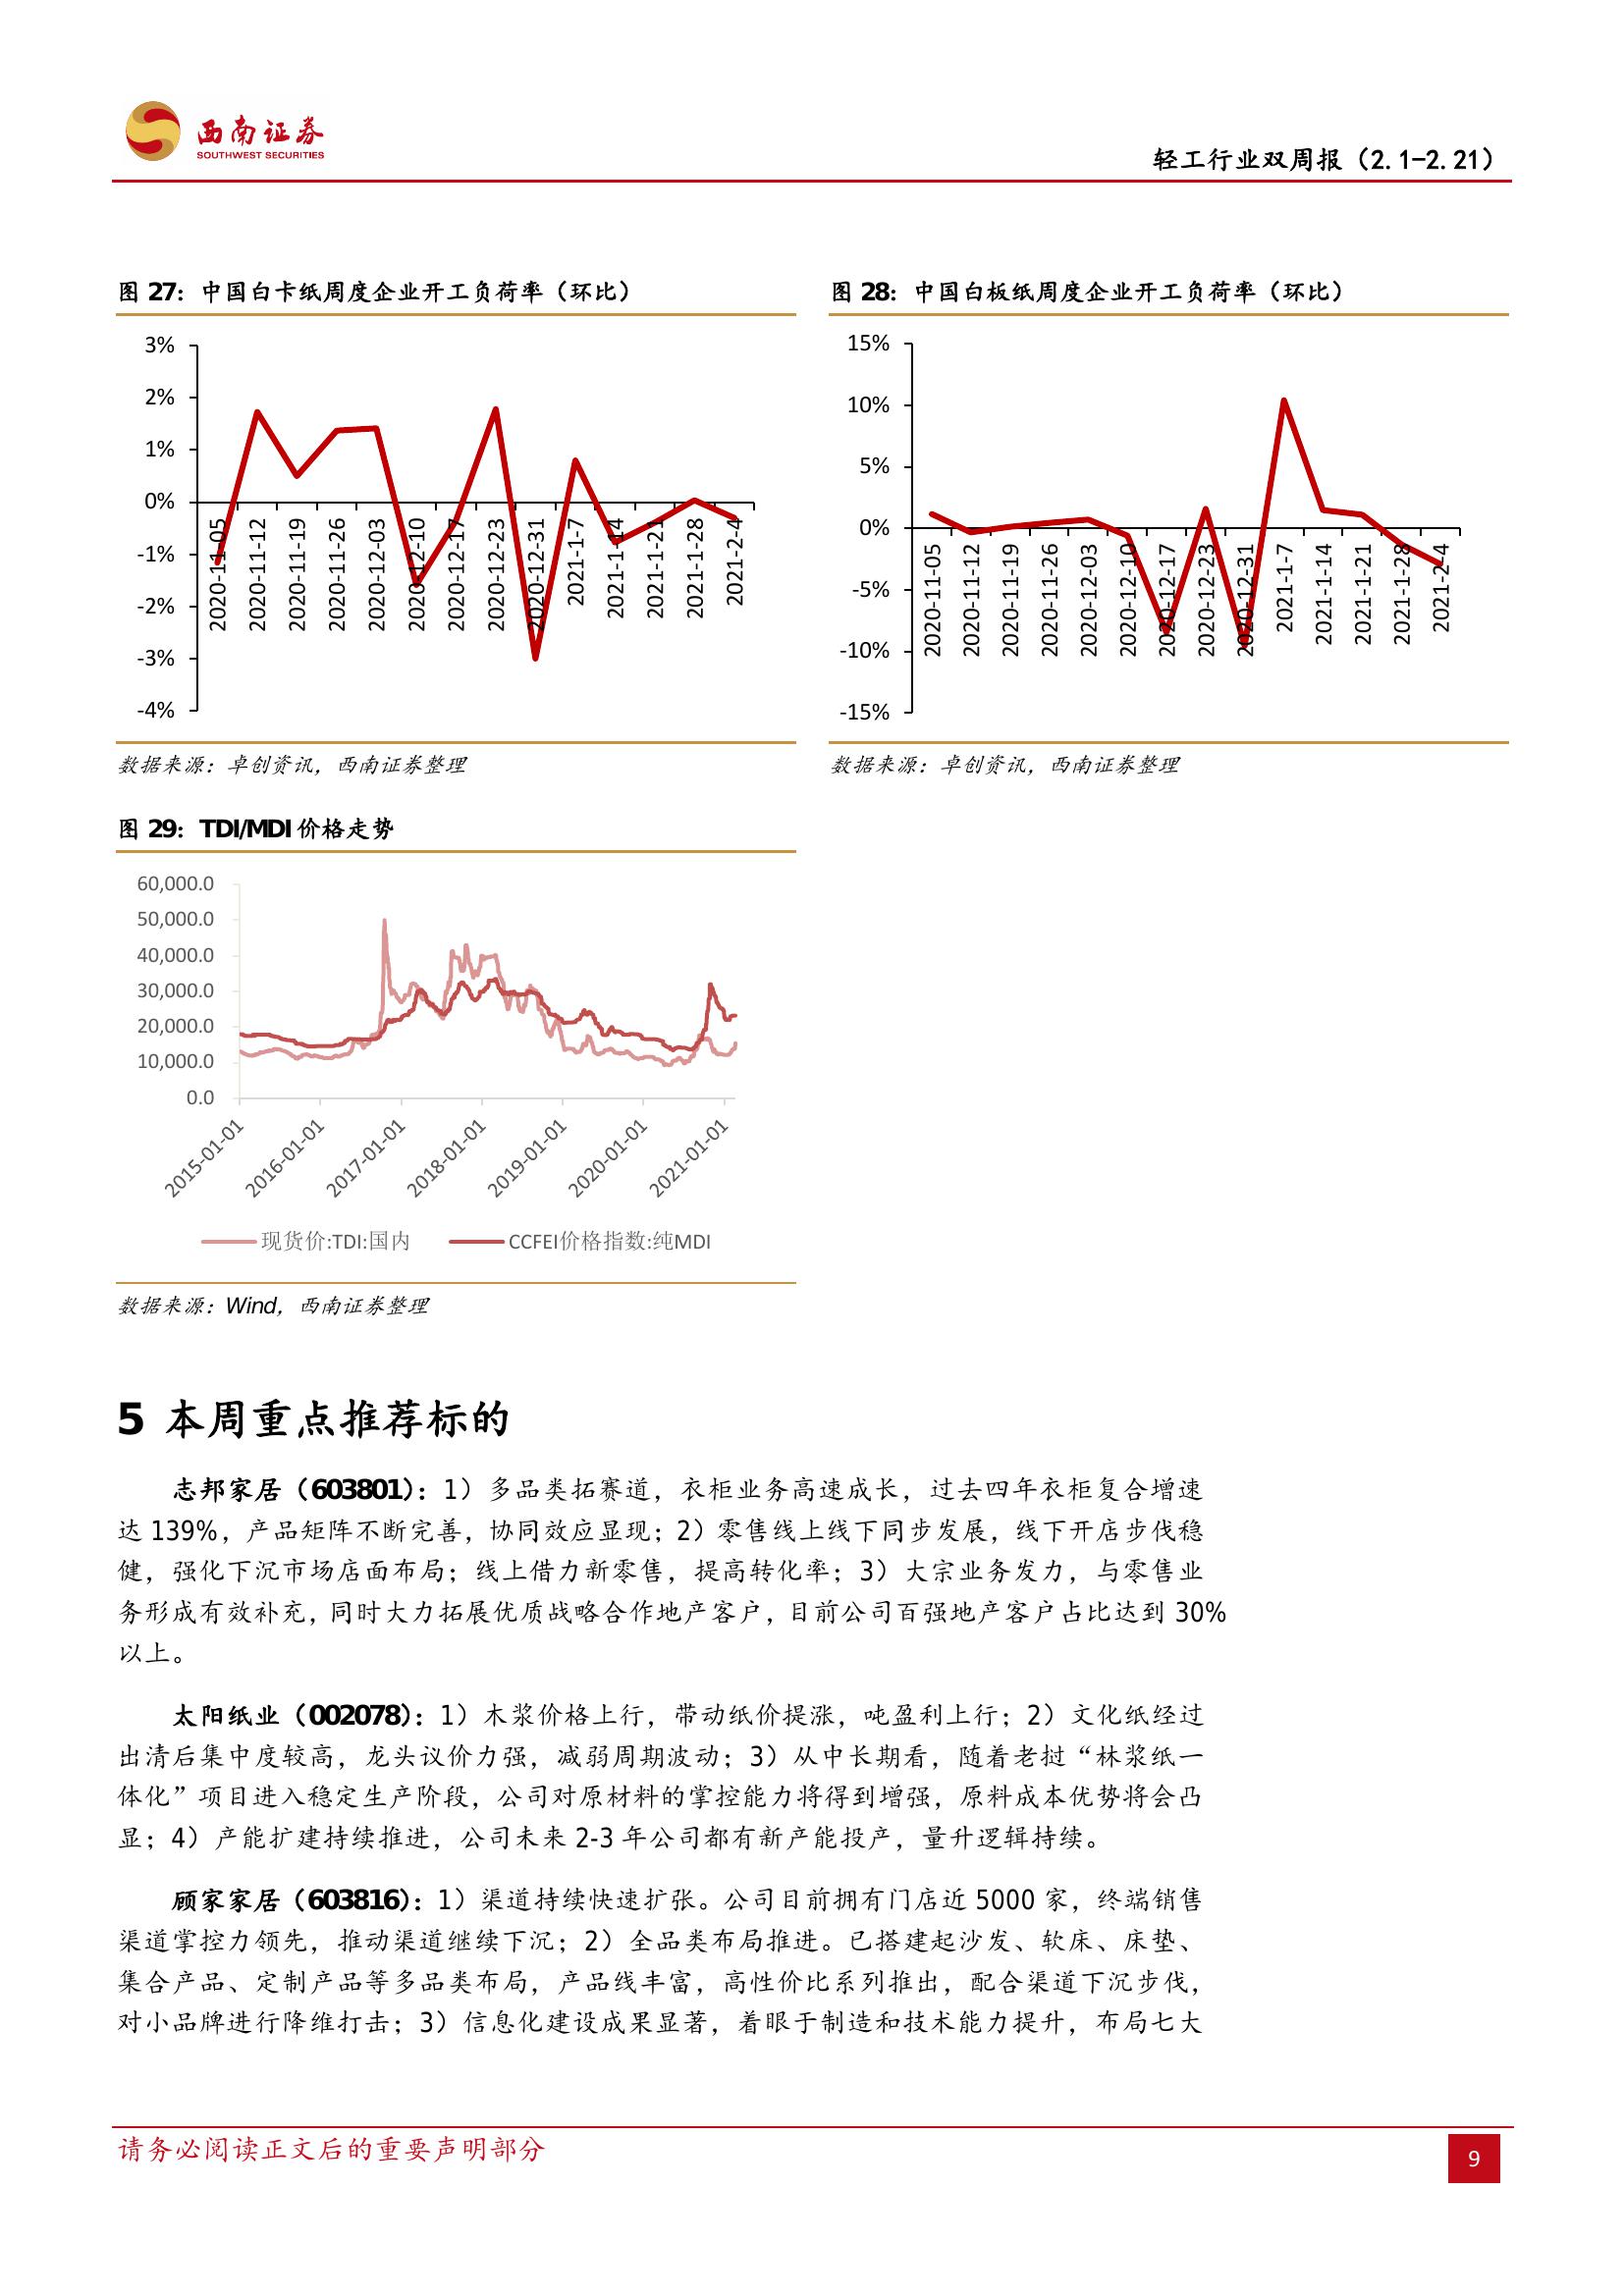 西南证券
SOUTHWEST SECURITIES
轻工行业双周报（2.1-2.21）
图 27：中国白卡纸周度企业开工负荷率（环比）
3%
2%
1%
0%
-1%
-2%
-3%
-4%
2020-11-05
2020-11-12
2020-11-19
2020-11-26
2020-12-03
2020-12-10
2020-12-17
2020-12-23
2020-12-31
2021-1-7
2021-1-14
2021-1-21
2021-1-28
2021-2-4
数据来源：卓创资讯，西南证券整理
图 28：中国白板纸周度企业开工负荷率（环比）
15%
10%
5%
0%
-5%
-10%
-15%
2020-11-05
2020-11-12
2020-11-19
2020-11-26
2020-12-03
2020-12-10
2020-12-17
2020-12-23
2020-12-31
2021-1-7
2021-1-14
2021-1-21
2021-1-28
2021-2-4
数据来源：卓创资讯，西南证券整理
图 29：TDI/MDI 价格走势
60,000.0
50,000.0
40,000.0
30,000.0
20,000.0
10,000.0
0.0
2015-01-01
2016-01-01
2017-01-01
2018-01-01
2019-01-01
2020-01-01
2021-01-01
现货价:TDI:国内
CCFEI价格指数:纯MDI
数据来源：Wind，西南证券整理
5 本周重点推荐标的
志邦家居（603801）：1）多品类拓赛道，衣柜业务高速成长，过去四年衣柜复合增速
达 139%，产品矩阵不断完善，协同效应显现；2）零售线上线下同步发展，线下开店步伐稳
健，强化下沉市场店面布局；线上借力新零售，提高转化率；3）大宗业务发力，与零售业
务形成有效补充，同时大力拓展优质战略合作地产客户，目前公司百强地产客户占比达到 30%
以上。
太阳纸业（002078）：1）木浆价格上行，带动纸价提涨，吨盈利上行；2）文化纸经过
出清后集中度较高，龙头议价力强，减弱周期波动；3）从中长期看，随着老挝“林浆纸一
体化”项目进入稳定生产阶段，公司对原材料的掌控能力将得到增强，原料成本优势将会凸
显；4）产能扩建持续推进，公司未来 2-3 年公司都有新产能投产，量升逻辑持续。
顾家家居（603816）：1）渠道持续快速扩张。公司目前拥有门店近 5000 家，终端销售
渠道掌控力领先，推动渠道继续下沉；2）全品类布局推进。已搭建起沙发、软床、床垫、
集合产品、定制产品等多品类布局，产品线丰富，高性价比系列推出，配合渠道下沉步伐，
对小品牌进行降维打击；3）信息化建设成果显著，着眼于制造和技术能力提升，布局七大
请务必阅读正文后的重要声明部分
9